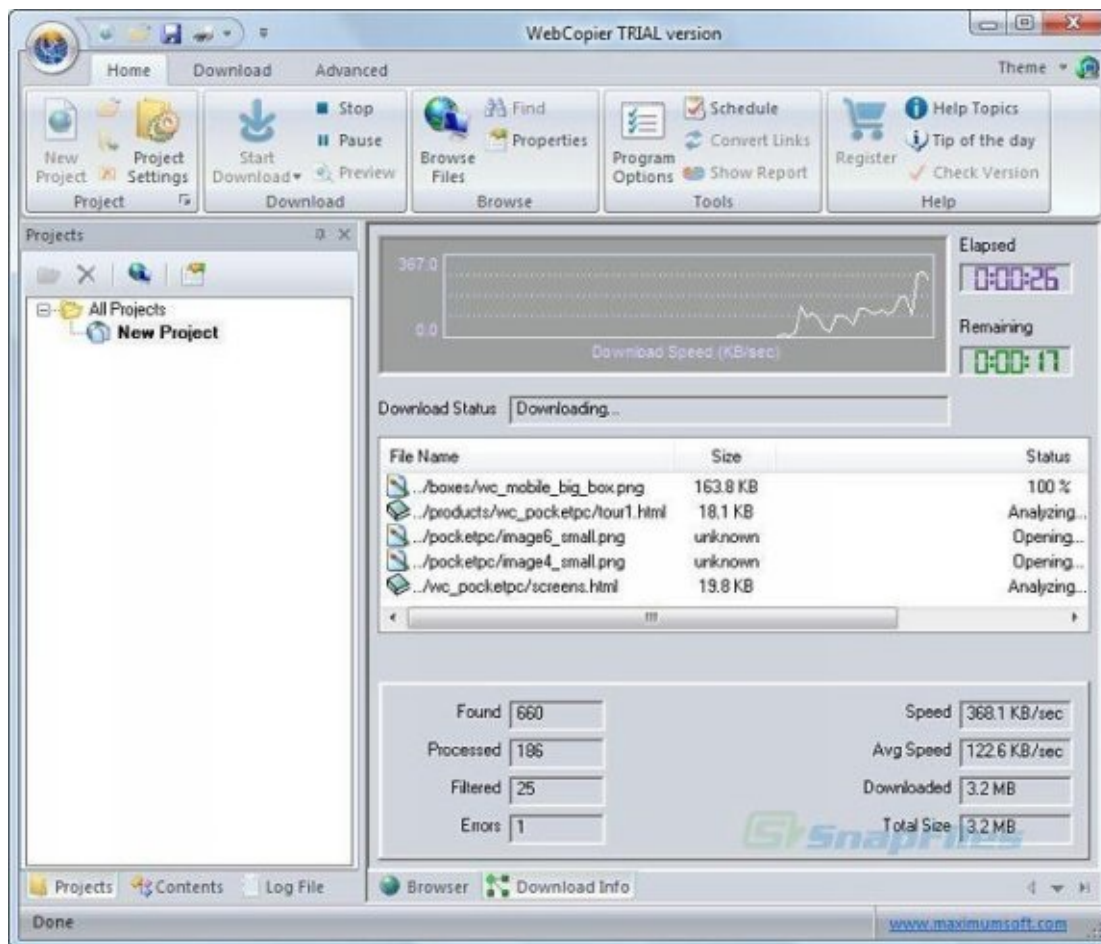 WebCopier TRIAL version
Home Download Advanced Theme
New Project
Project Settings
Project
Start Download
Stop
Pause
Preview
Download
Browse Files
Find
Properties
Browse
Program Options
Schedule
Convert Links
Show Report
Tools
Register
Help Topics
Tip of the day
Check Version
Help
Projects
All Projects
New Project
367.0
0.0
Download Speed (KB/sec)
Elapsed
0:00:26
Remaining
0:00:17
Download Status Downloading...
File Name Size Status
../boxes/wc_mobile_big_box.png 163.8 KB 100 %
../products/wc_pocketpc/tour1.html 18.1 KB Analyzing...
../pocketpc/image6_small.png unknown Opening...
../pocketpc/image4_small.png unknown Opening...
../wc_pocketpc/screens.html 19.8 KB Analyzing...
Found 660 Speed 368.1 KB/sec
Processed 186 Avg Speed 122.6 KB/sec
Filtered 25 Downloaded 3.2 MB
Errors 1 Total Size 3.2 MB
SnapFiles
Projects Contents Log File Browser Download Info
Done www.maximumsoft.com